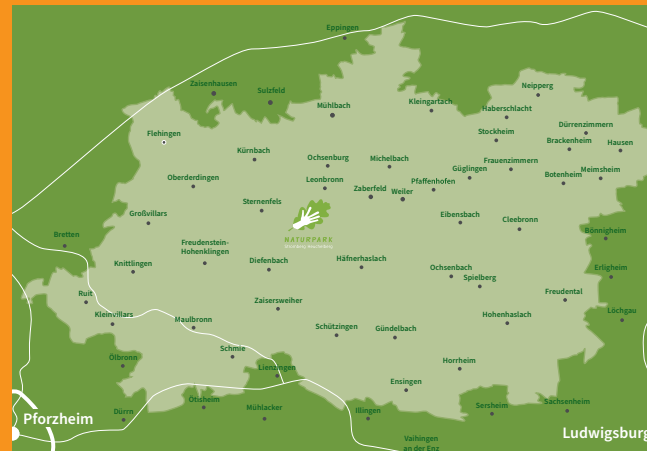 Eppingen
Zaisenhausen
Sulzfeld
Neipperg
Mühlbach
Kleingartach
Haberschlacht
Dürrenzimmern
Flehingen
Stockheim
Brackenheim
Hausen
Kürnbach
Ochsenburg
Michelbach
Frauenzimmern
Güglingen
Botenheim
Meimsheim
Oberderdingen
Leonbronn
Zaberfeld
Weiler
Pfaffenhofen
Sternenfels
Großvillars
Eibensbach
Cleebronn
Bretten
Bönnigheim
NATURPARK
Stromberg-Heuchelberg
Freudenstein-
Hohenklingen
Knittlingen
Diefenbach
Häfnerhaslach
Ochsenbach
Spielberg
Erligheim
Ruit
Freudental
Zaisersweiher
Kleinvillars
Maulbronn
Schützingen
Gündelbach
Hohenhaslach
Löchgau
Ölbronn
Schmie
Lienzingen
Horrheim
Ensingen
Dürrn
Ötisheim
Mühlacker
Illingen
Sersheim
Sachsenheim
Pforzheim
Ludwigsburg
Vaihingen
an der Enz